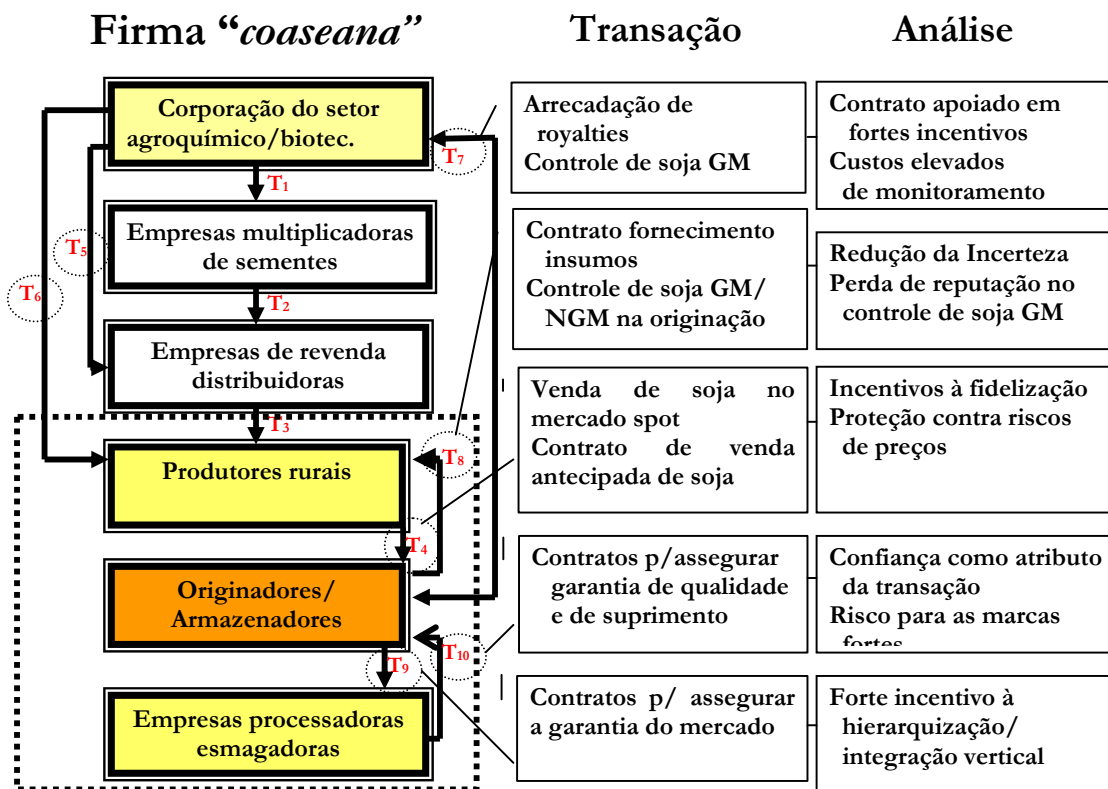 Firma “coaseana”
Transação
Análise
Corporação do setor
agroquímico/biotec.
T7
T1
Empresas multiplicadoras
de sementes
T5
T6
T2
Empresas de revenda
distribuidoras
T3
Produtores rurais
T8
T4
Originadores/
Armazenadores
T10
T9
Empresas processadoras
esmagadoras
Arrecadação de
royalties
Controle de soja GM
Contrato apoiado em
fortes incentivos
Custos elevados
de monitoramento
Contrato fornecimento
insumos
Controle de soja GM/
NGM na originação
Redução da Incerteza
Perda de reputação no
controle de soja GM
Venda de soja no
mercado spot
Contrato de venda
antecipada de soja
Incentivos à fidelização
Proteção contra riscos
de preços
Contratos p/assegurar
garantia de qualidade
e de suprimento
Confiança como atributo
da transação
Risco para as marcas
fortes
Contratos p/ assegurar
a garantia do mercado
Forte incentivo à
hierarquização/
integração vertical